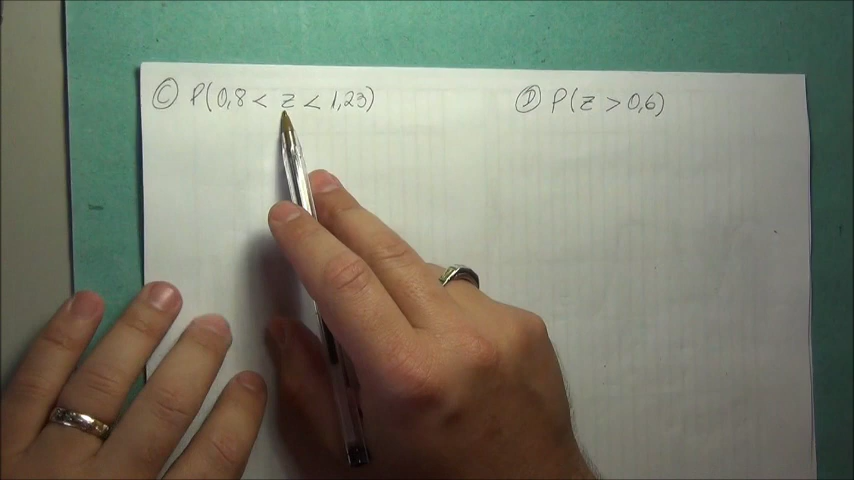 Ⓒ P(0,8 < z < 1,23)
Ⓓ P(z > 0,6)